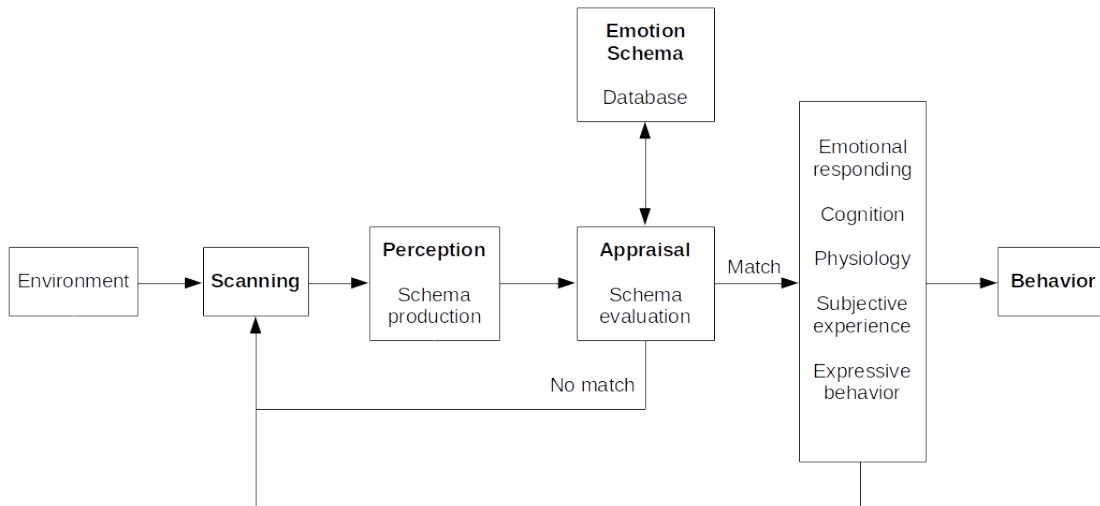 Emotion
Schema
Database
Environment
Scanning
Perception
Schema
production
Appraisal
Schema
evaluation
Match
No match
Emotional
responding
Cognition
Physiology
Subjective
experience
Expressive
behavior
Behavior